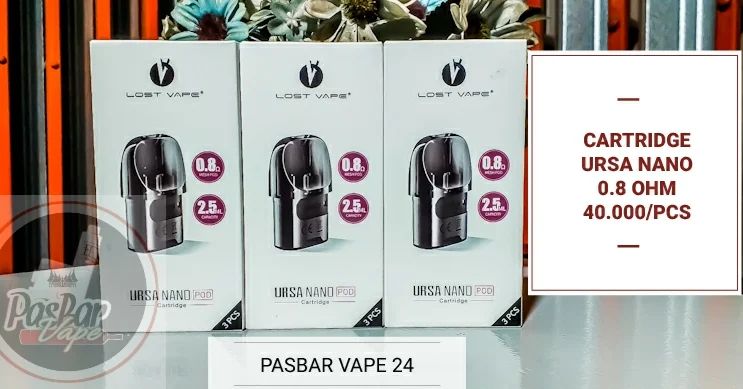 LOST VAPE
0.8Ω
MESH POD
2.5ML
CAPACITY
URSA NANO POD
Cartridge
3 PCS
LOST VAPE
0.8Ω
MESH POD
2.5ML
CAPACITY
URSA NANO POD
Cartridge
3 PCS
LOST VAPE
0.8Ω
MESH POD
2.5ML
CAPACITY
URSA NANO POD
Cartridge
3 PCS
CARTRIDGE
URSA NANO
0.8 OHM
40.000/PCS
PasBar
Vape
PASBAR VAPE 24